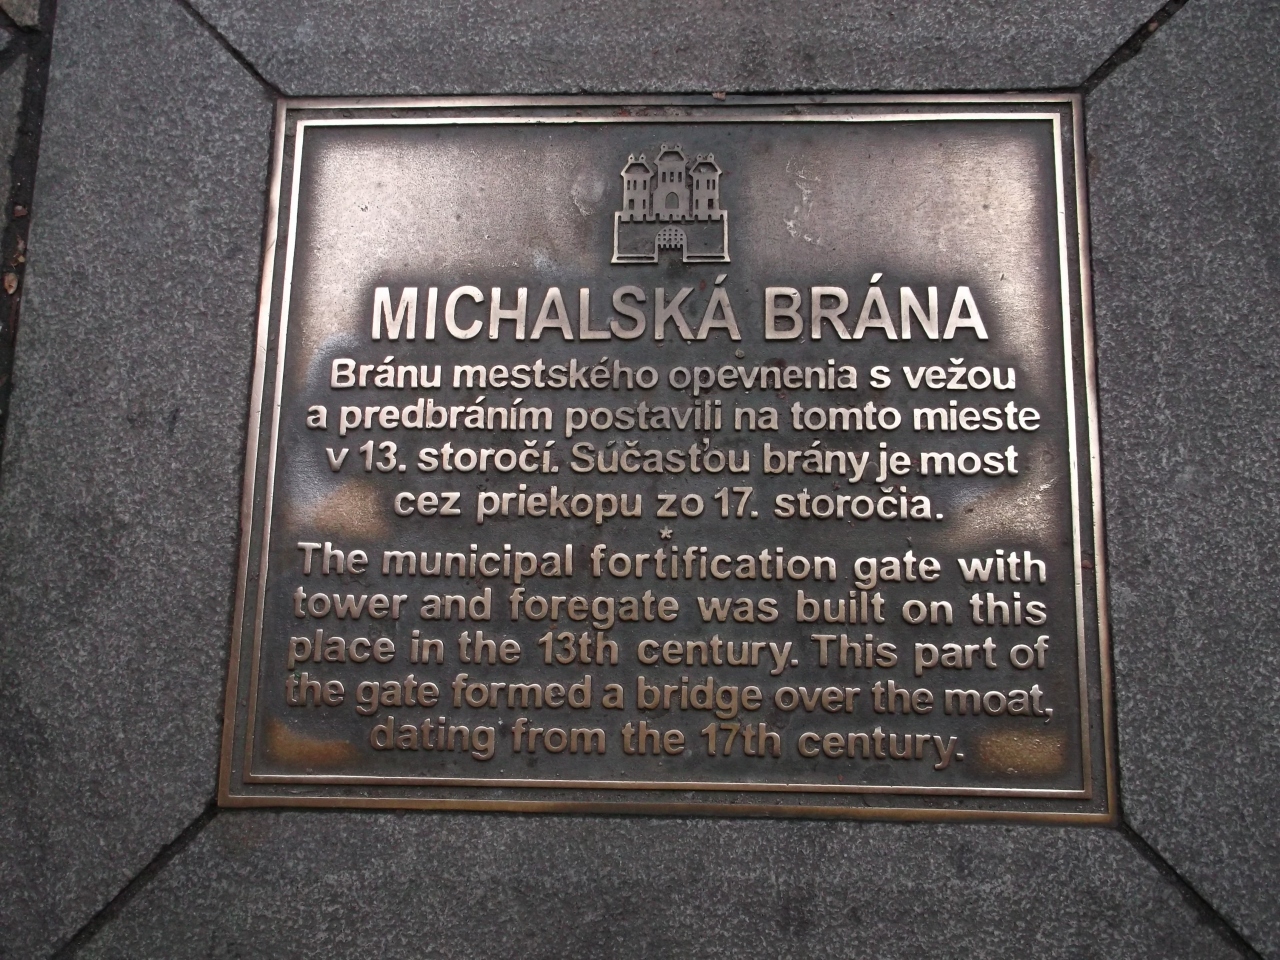 MICHALSKÁ BRÁNA
Bránu mestského opevnenia s vežou
a predbráním postavili na tomto mieste
v 13. storočí. Súčasťou brány je most
cez priekopu zo 17. storočia.
*
The municipal fortification gate with
tower and foregate was built on this
place in the 13th century. This part of
the gate formed a bridge over the moat,
dating from the 17th century.